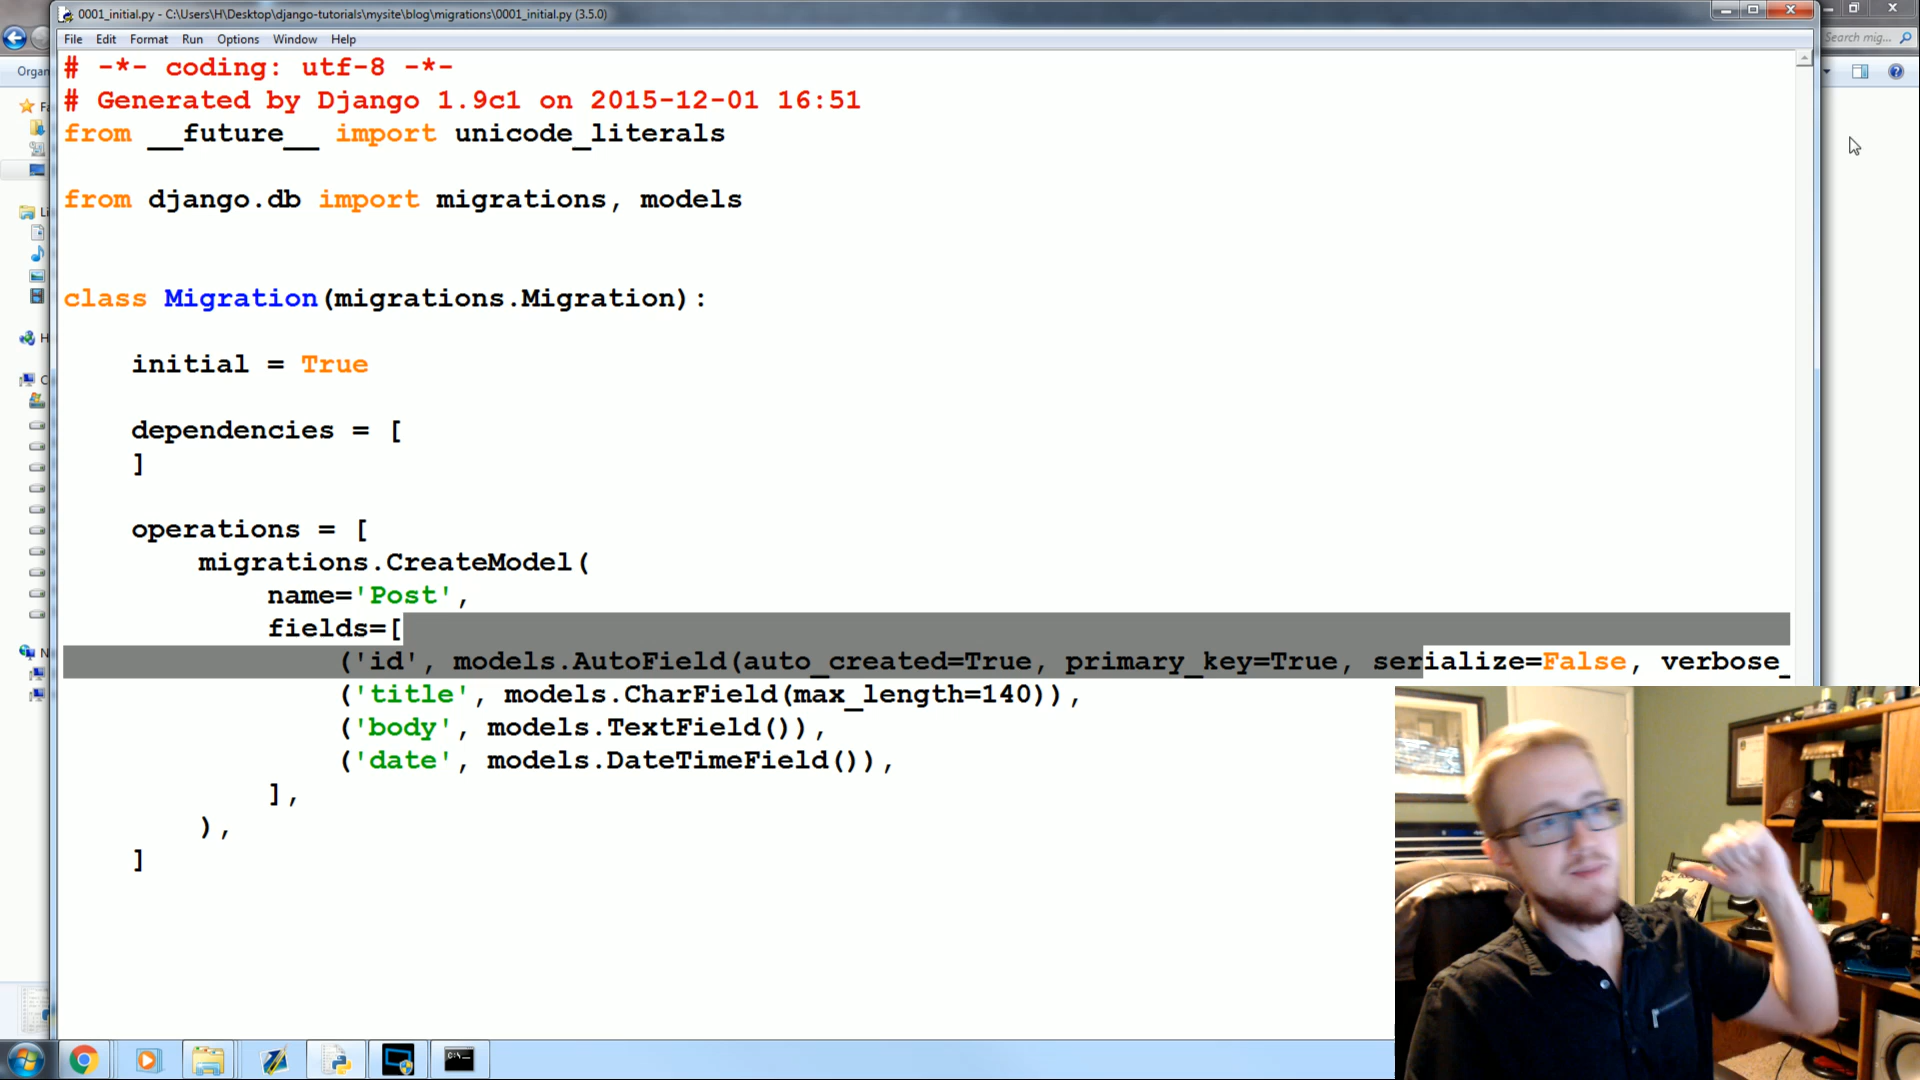 0001_initial.py - C:\Users\H\Desktop\django-tutorials\mysite\blog\migrations\0001_initial.py (3.5.0)
File Edit Format Run Options Window Help
Search mig...
Organ
# -*- coding: utf-8 -*-
# Generated by Django 1.9c1 on 2015-12-01 16:51
from __future__ import unicode_literals
from django.db import migrations, models
class Migration(migrations.Migration):
initial = True
dependencies = [
]
operations = [
migrations.CreateModel(
name='Post',
fields=[
('id', models.AutoField(auto_created=True, primary_key=True, serialize=False, verbose_
('title', models.CharField(max_length=140)),
('body', models.TextField()),
('date', models.DateTimeField()),
],
),
]
Fa
Li
H
C
N